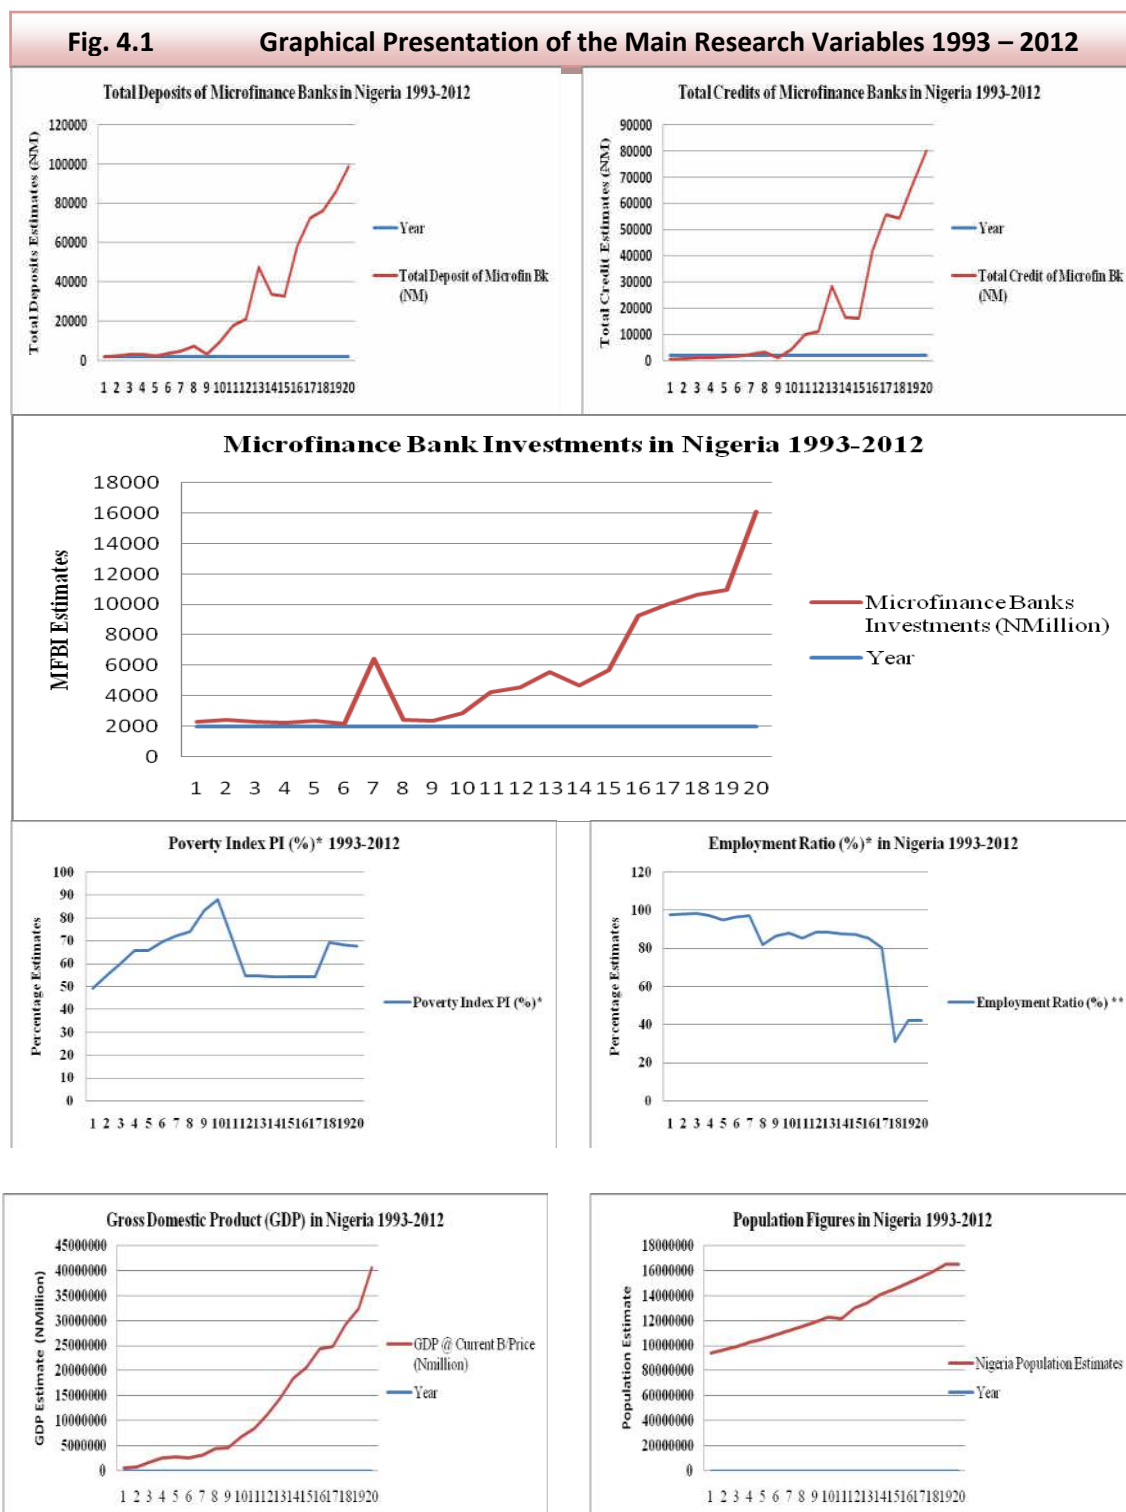 Fig. 4.1 Graphical Presentation of the Main Research Variables 1993 – 2012
Total Deposits of Microfinance Banks in Nigeria 1993-2012
Total Deposits Estimates (NM)
120000
100000
80000
60000
40000
20000
0
1 2 3 4 5 6 7 8 9 10 11 12 13 14 15 16 17 18 19 20
Year
Total Deposit of Microfin Bk
(NM)
Total Credits of Microfinance Banks in Nigeria 1993-2012
Total Credit Estimates (NM)
90000
80000
70000
60000
50000
40000
30000
20000
10000
0
1 2 3 4 5 6 7 8 9 10 11 12 13 14 15 16 17 18 19 20
Year
Total Credit of Microfin Bk
(NM)
Microfinance Bank Investments in Nigeria 1993-2012
MFBI Estimates
18000
16000
14000
12000
10000
8000
6000
4000
2000
0
1 2 3 4 5 6 7 8 9 10 11 12 13 14 15 16 17 18 19 20
Microfinance Banks
Investments (NMillion)
Year
Poverty Index PI (%)* 1993-2012
Percentage Estimates
100
90
80
70
60
50
40
30
20
10
0
1 2 3 4 5 6 7 8 9 10 11 12 13 14 15 16 17 18 19 20
Poverty Index PI (%)*
Employment Ratio (%)* in Nigeria 1993-2012
Percentage Estimates
120
100
80
60
40
20
0
1 2 3 4 5 6 7 8 9 10 11 12 13 14 15 16 17 18 19 20
Employment Ratio (%) **
Gross Domestic Product (GDP) in Nigeria 1993-2012
GDP Estimate (NMillion)
45000000
40000000
35000000
30000000
25000000
20000000
15000000
10000000
5000000
0
1 2 3 4 5 6 7 8 9 10 11 12 13 14 15 16 17 18 19 20
GDP @ Current B/Price
(Nmillion)
Year
Population Figures in Nigeria 1993-2012
Population Estimate
18000000
16000000
14000000
12000000
10000000
80000000
60000000
40000000
20000000
0
1 2 3 4 5 6 7 8 9 10 11 12 13 14 15 16 17 18 19 20
Nigeria Population Estimates
Year